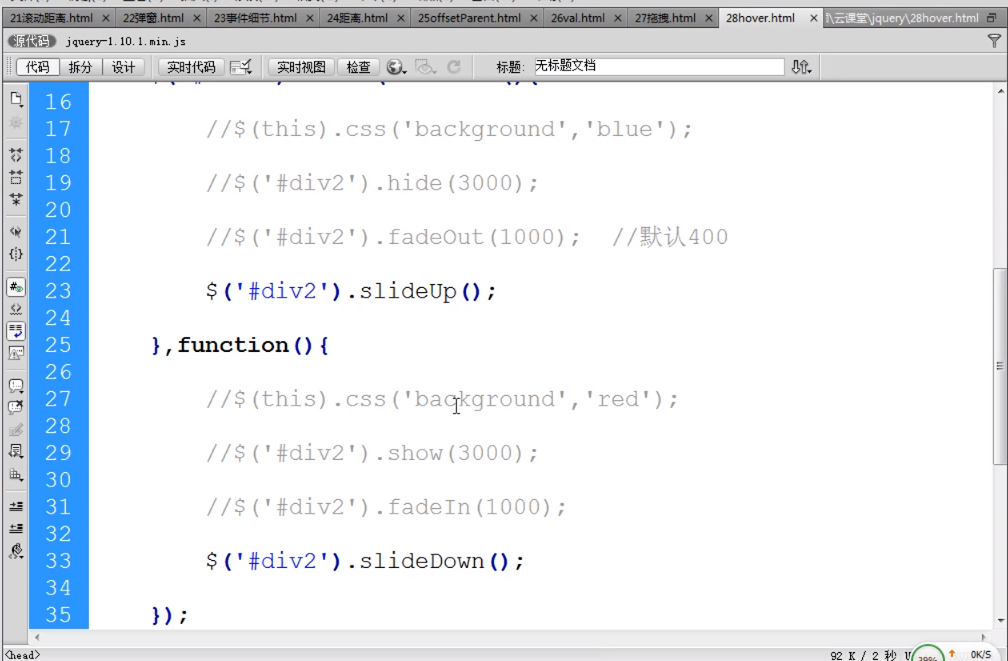 21滚动距离.html × 22弹窗.html × 23事件细节.html × 24距离.html × 25offsetParent.html × 26val.html × 27拖拽.html × 28hover.html × \云课堂\jquery\28hover.html
源代码 jquery-1.10.1.min.js
代码 拆分 设计 实时代码 实时视图 检查 标题: 无标题文档
16
17 //$(this).css('background','blue');
18
19 //$('#div2').hide(3000);
20
21 //$('#div2').fadeOut(1000); //默认400
22
23 $('#div2').slideUp();
24
25 },function(){
26
27 //$(this).css('background','red');
28
29 //$('#div2').show(3000);
30
31 //$('#div2').fadeIn(1000);
32
33 $('#div2').slideDown();
34
35 });
<head> 92 K / 2 秒 0K/S